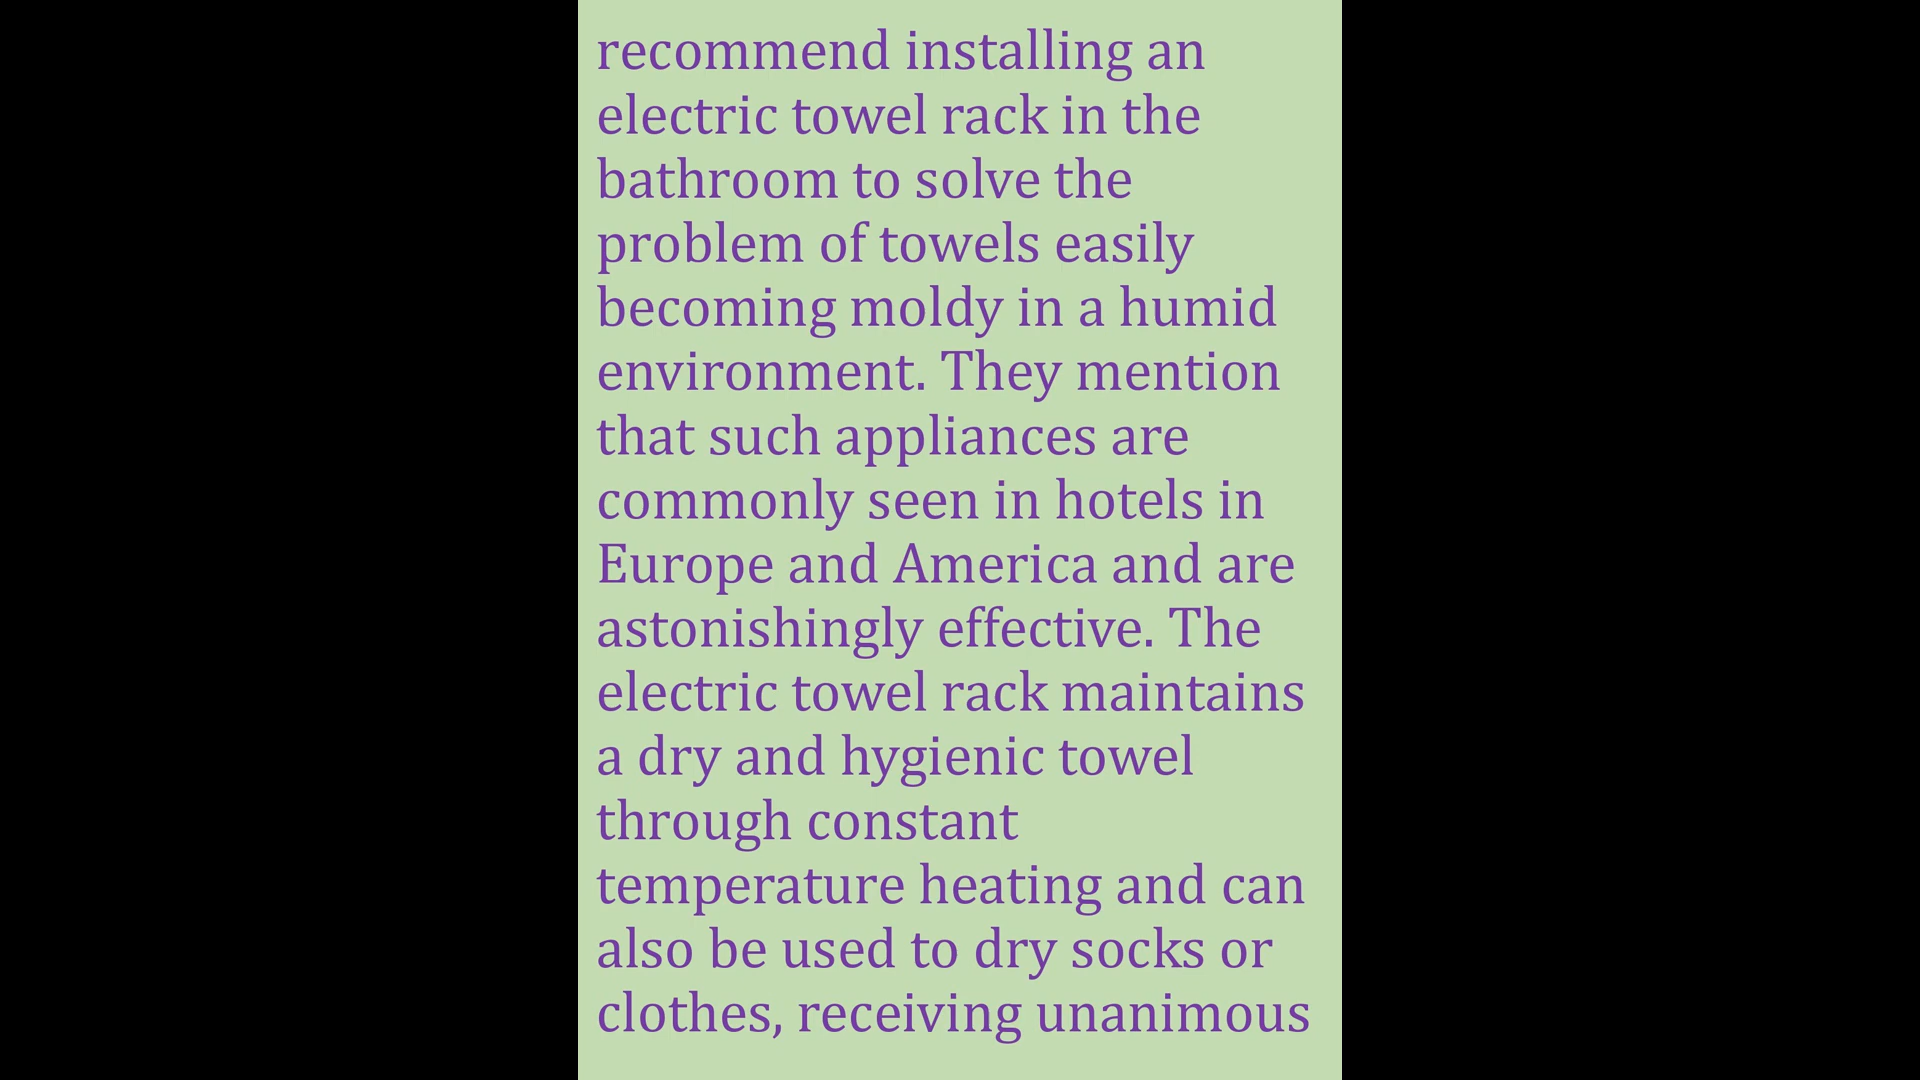 recommend installing an
electric towel rack in the
bathroom to solve the
problem of towels easily
becoming moldy in a humid
environment. They mention
that such appliances are
commonly seen in hotels in
Europe and America and are
astonishingly effective. The
electric towel rack maintains
a dry and hygienic towel
through constant
temperature heating and can
also be used to dry socks or
clothes, receiving unanimous